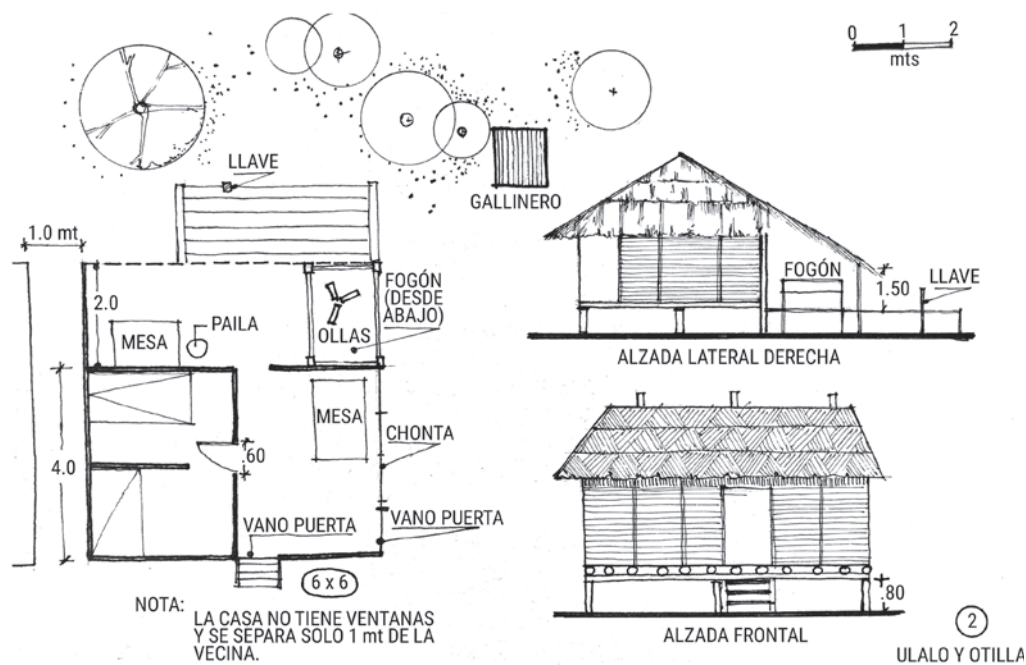 0 1 2
mts
LLAVE
GALLINERO
1.0 mt
2.0
MESA
PAILA
OLLAS
FOGÓN
(DESDE
ABAJO)
FOGÓN
1.50
LLAVE
ALZADA LATERAL DERECHA
MESA
CHONTA
4.0
.60
VANO PUERTA
VANO PUERTA
6 x 6
NOTA:
LA CASA NO TIENE VENTANAS
Y SE SEPARA SOLO 1 mt DE LA
VECINA.
.80
ALZADA FRONTAL
2
ULALO Y OTILLA